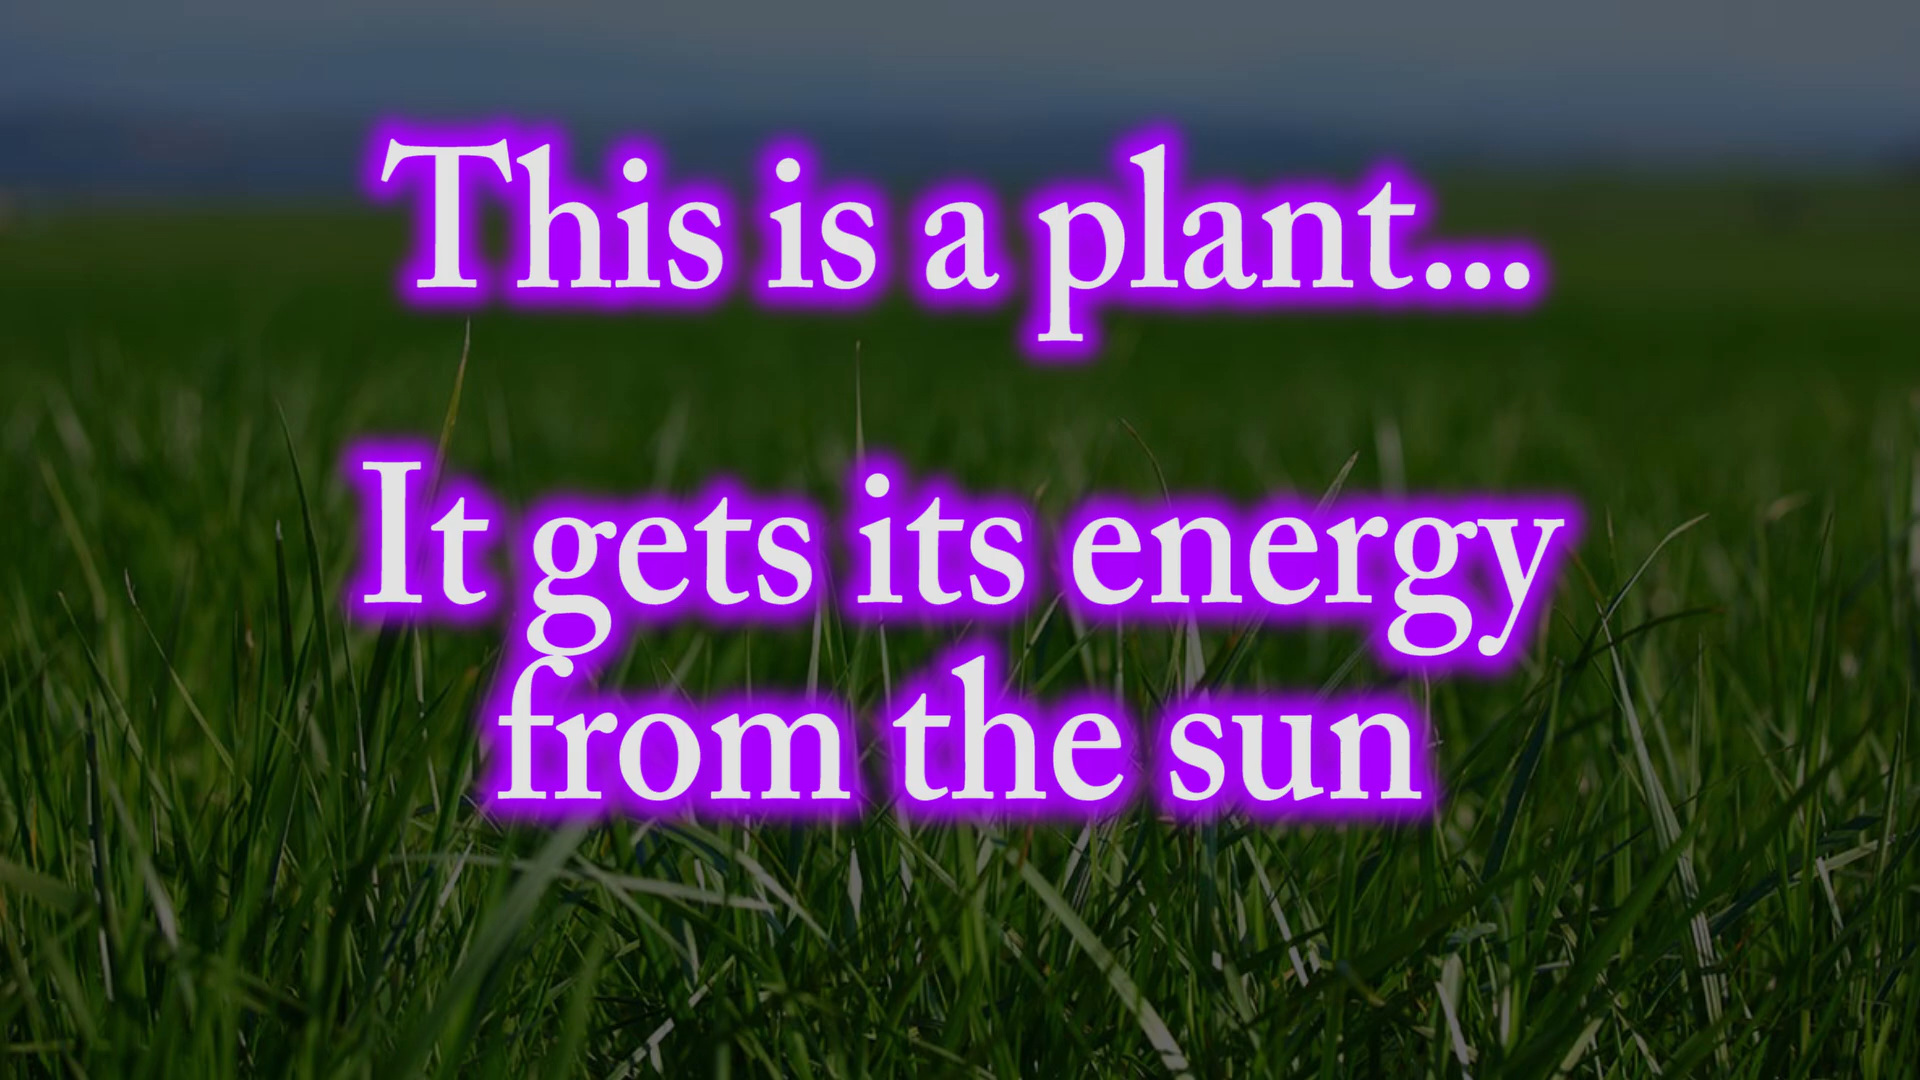 This is a plant...
It gets its energy
from the sun